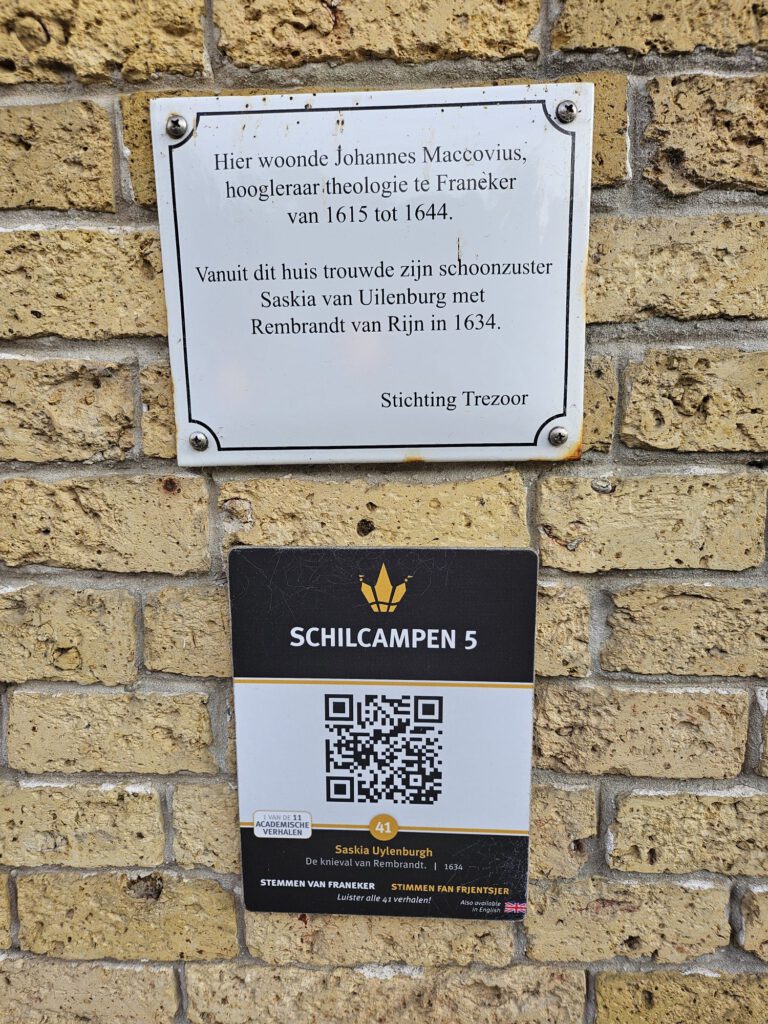 Hier woonde Johannes Maccovius,
hoogleraar theologie te Franeker
van 1615 tot 1644.
Vanuit dit huis trouwde zijn schoonzuster
Saskia van Uilenburg met
Rembrandt van Rijn in 1634.
Stichting Trezoor
SCHILCAMPEN 5
1 VAN DE 11
ACADEMISCHE
VERHALEN
41
Saskia Uylenburgh
De knieval van Rembrandt. | 1634
STEMMEN VAN FRANEKER STIMMEN FAN FRJENTSJER
Luister alle 41 verhalen!
Also available
in English